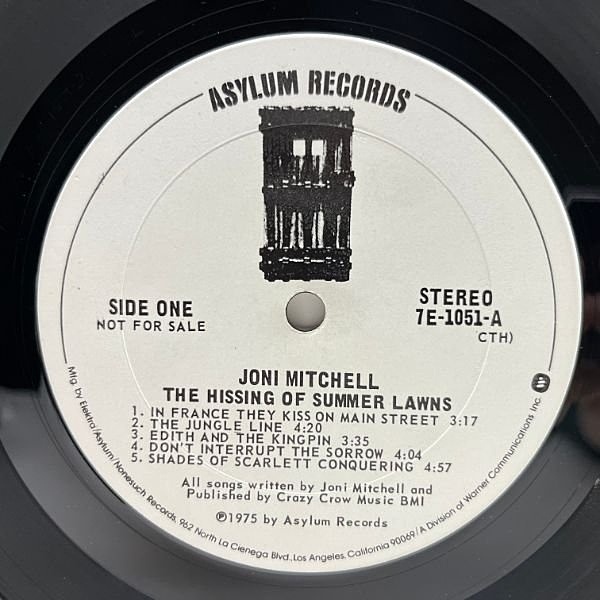 ASYLUM RECORDS
SIDE ONE
NOT FOR SALE
STEREO
7E-1051-A
CTH)
JONI MITCHELL
THE HISSING OF SUMMER LAWNS
1. IN FRANCE THEY KISS ON MAIN STREET 3:17
2. THE JUNGLE LINE 4:20
3. EDITH AND THE KINGPIN 3:35
4. DON'T INTERRUPT THE SORROW 4:04
5. SHADES OF SCARLETT CONQUERING 4:57
All songs written by Joni Mitchell and
Published by Crazy Crow Music BMI
℗1975 by Asylum Records
Mfg. by Elektra/Asylum/Nonesuch Records, 962 North La Cienega Blvd., Los Angeles, California 90069/A Division of Warner Communications Inc.